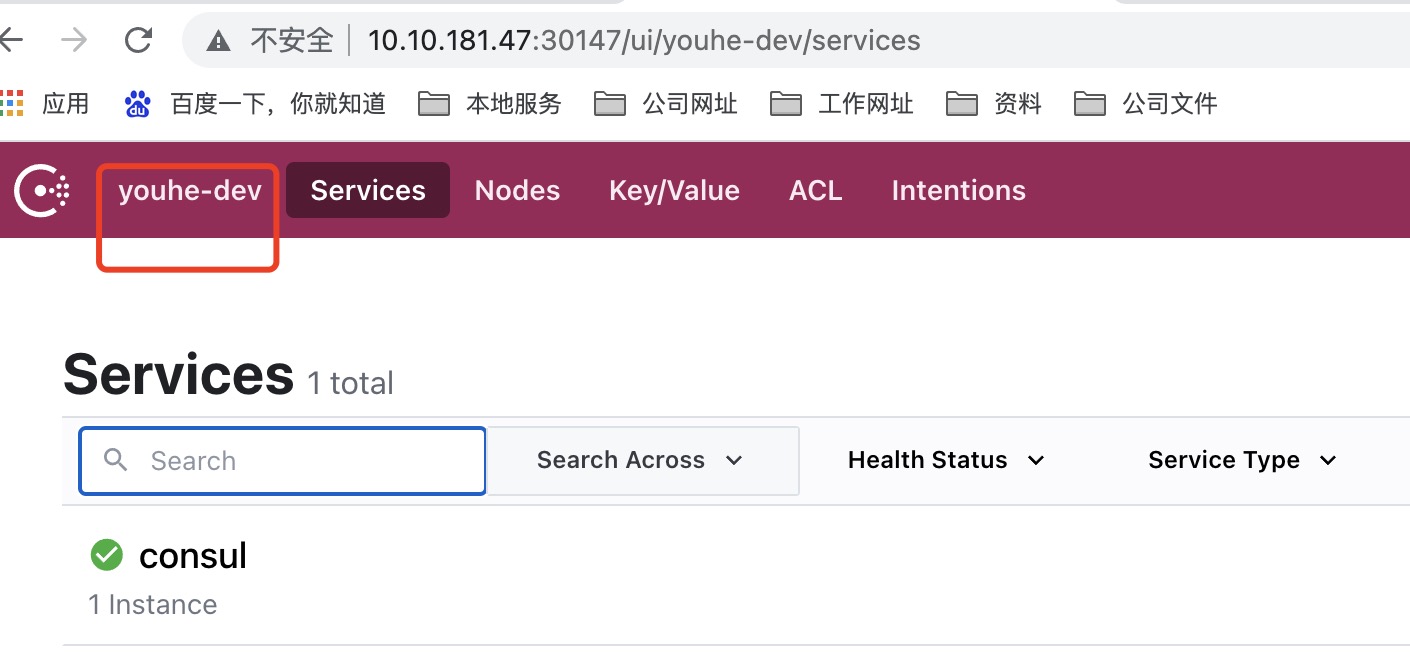 不安全 10.10.181.47:30147/ui/youhe-dev/services
应用 百度一下，你就知道 本地服务 公司网址 工作网址 资料 公司文件
youhe-dev Services Nodes Key/Value ACL Intentions
Services 1 total
Search Search Across Health Status Service Type
consul
1 Instance